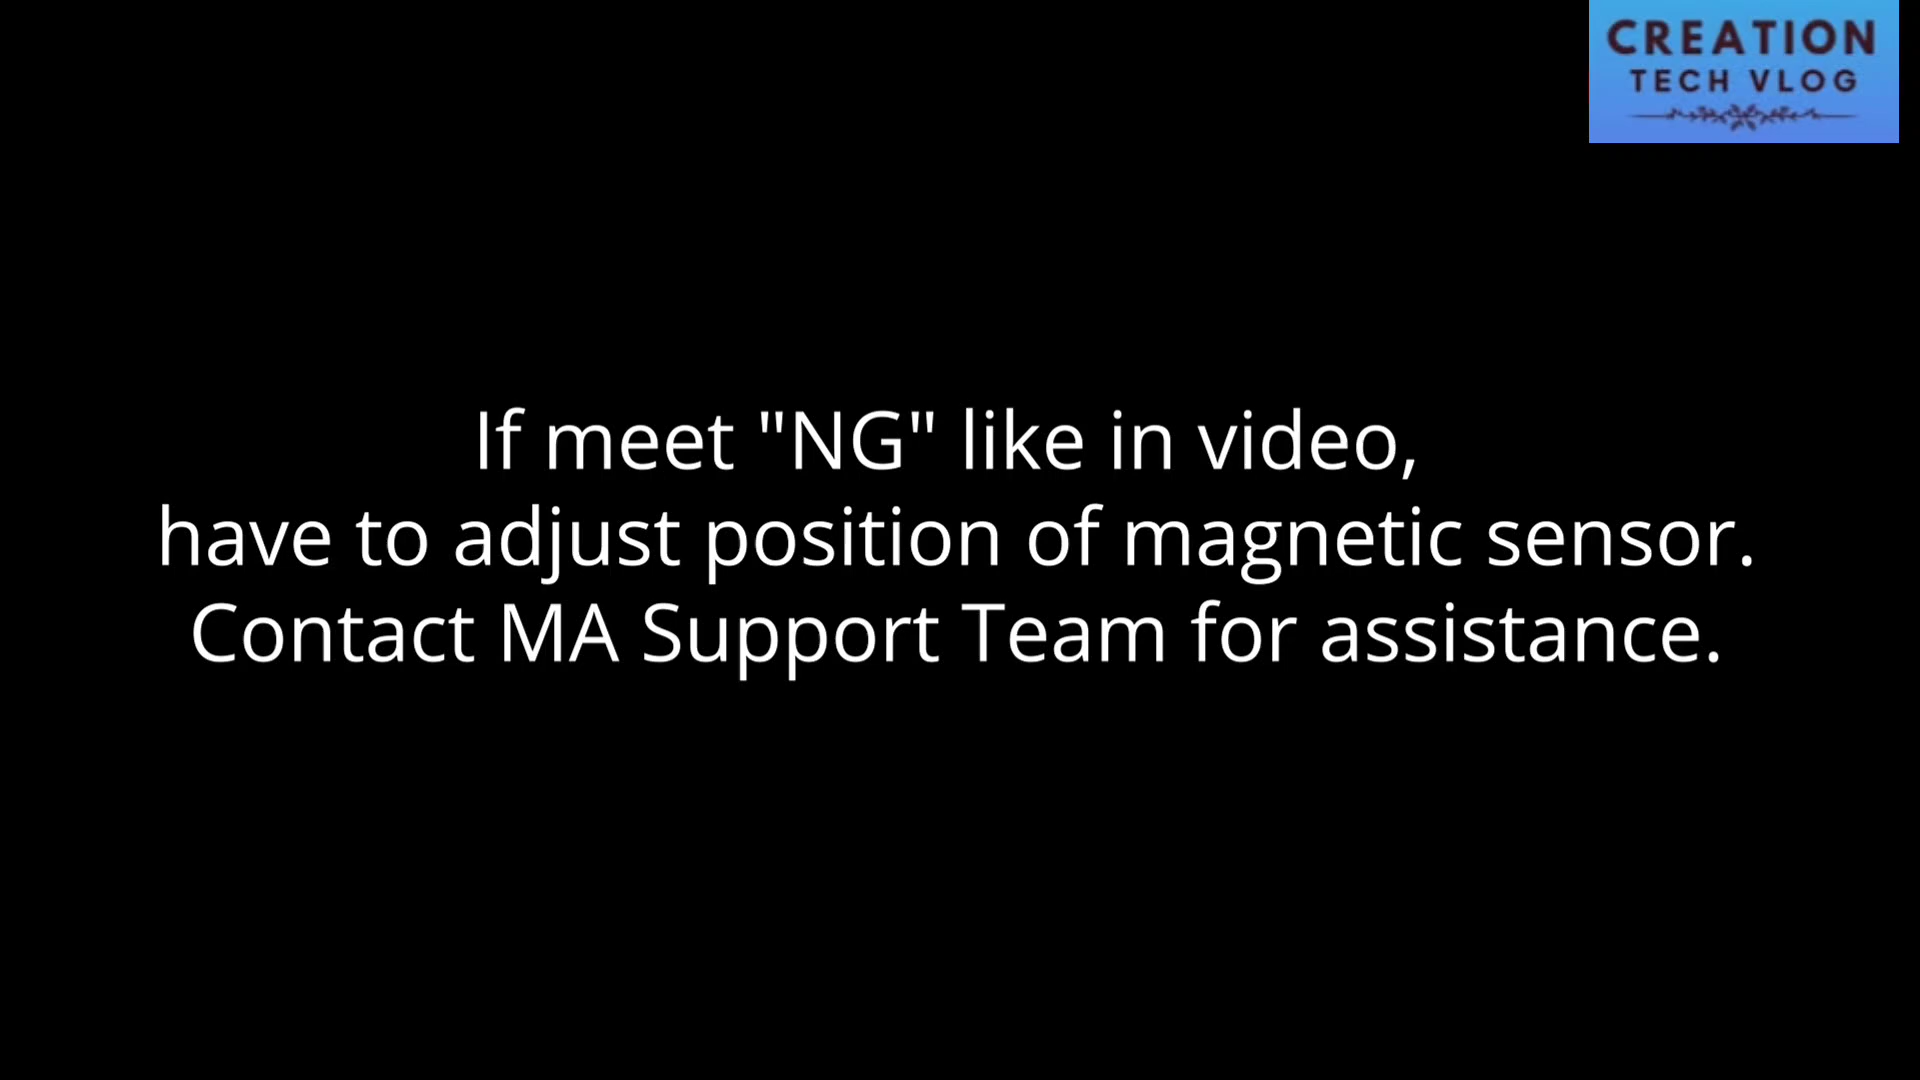 CREATION
TECH VLOG
If meet "NG" like in video,
have to adjust position of magnetic sensor.
Contact MA Support Team for assistance.